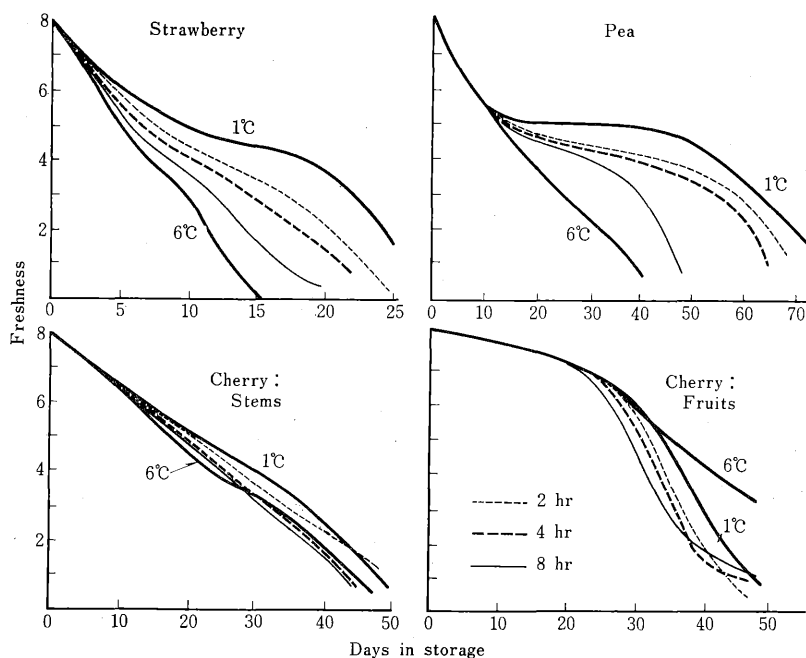 Strawberry
Pea
8
6
4
2
1℃
6℃
0 5 10 15 20 25
1℃
6℃
0 10 20 30 40 50 60 70
Freshness
8
6
4
2
Cherry:
Stems
6℃
1℃
0 10 20 30 40 50
Cherry:
Fruits
6℃
1℃
2 hr
4 hr
8 hr
0 10 20 30 40 50
Days in storage